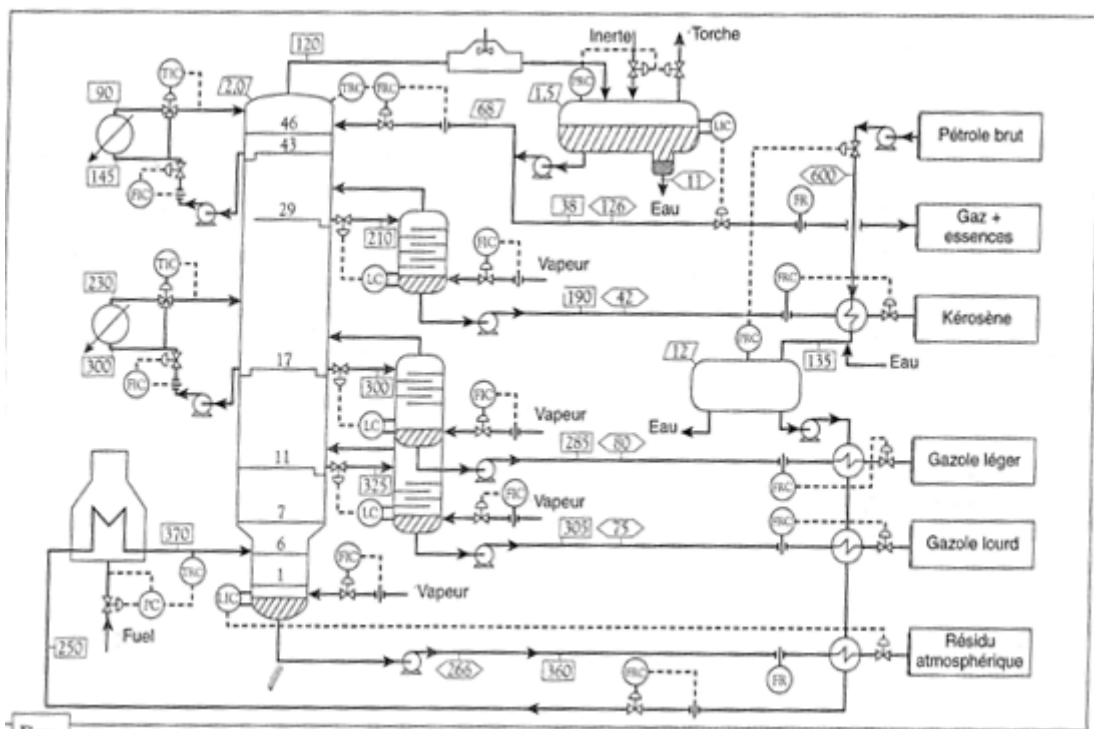 120
Inerte
Torche
TIC
90
2,0
TRC
FRC
PRC
1,5
68
46
43
LIC
Pétrole brut
145
FIC
11
Eau
600
29
38
126
FR
Gaz +
essences
210
FIC
LC
Vapeur
TIC
230
190
42
FRC
Kérosène
PRC
12
135
Eau
300
FIC
17
300
FIC
LC
Vapeur
Eau
285
80
FRC
Gazole léger
11
325
FIC
LC
Vapeur
7
305
75
FRC
Gazole lourd
370
6
TRC
1
FIC
LIC
Vapeur
PC
Fuel
250
266
360
FR
Résidu
atmosphérique
FRC